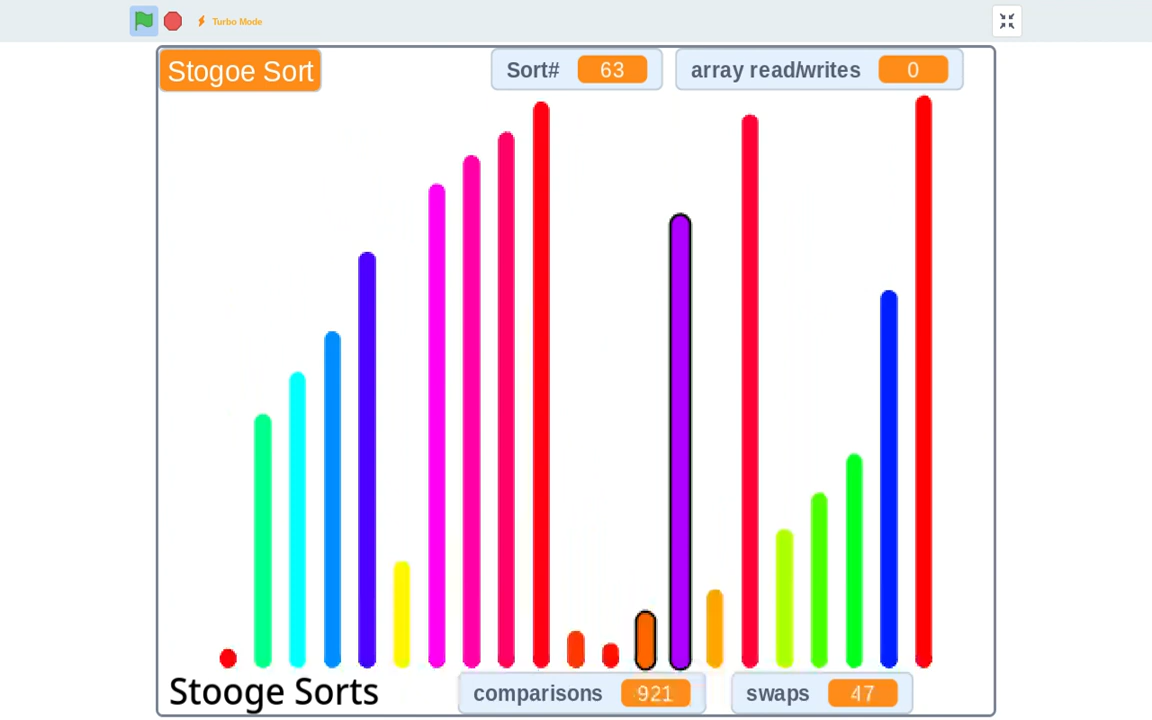 Turbo Mode
Stogoe Sort
Sort# 63
array read/writes 0
Stooge Sorts
comparisons 921
swaps 47